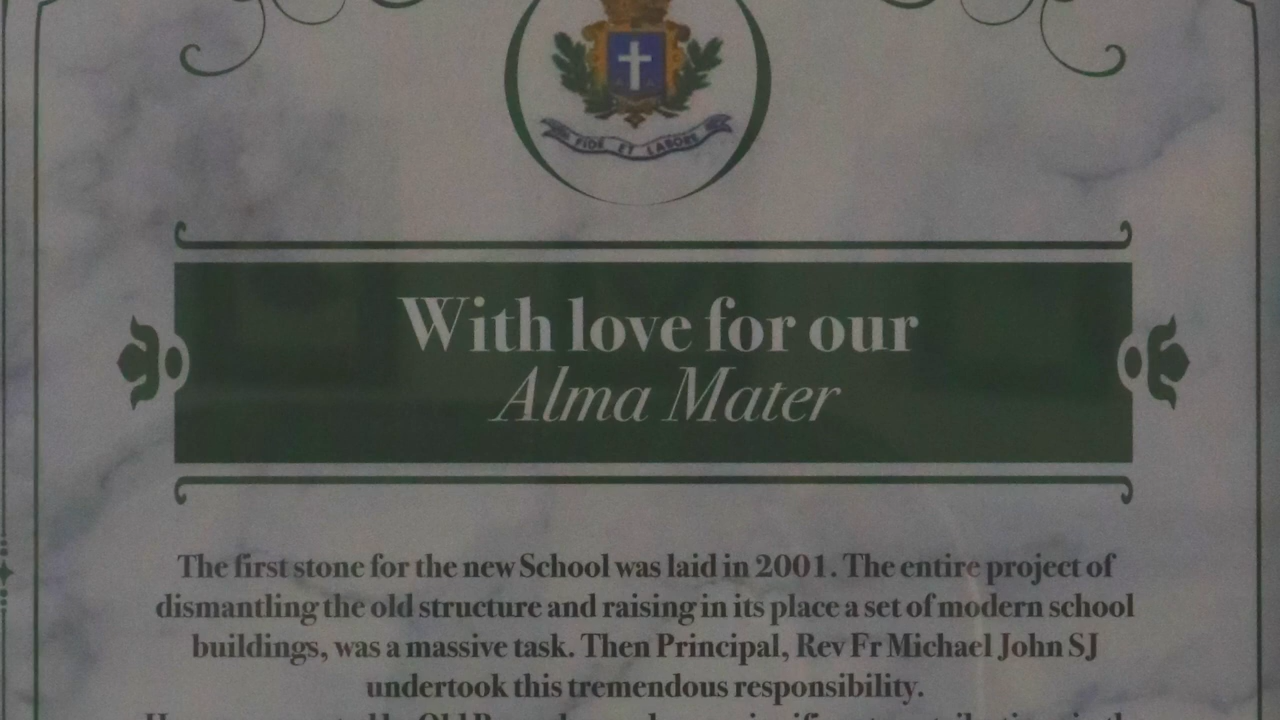 FIDE ET LABORE
With love for our
Alma Mater
The first stone for the new School was laid in 2001. The entire project of
dismantling the old structure and raising in its place a set of modern school
buildings, was a massive task. Then Principal, Rev Fr Michael John SJ
undertook this tremendous responsibility.